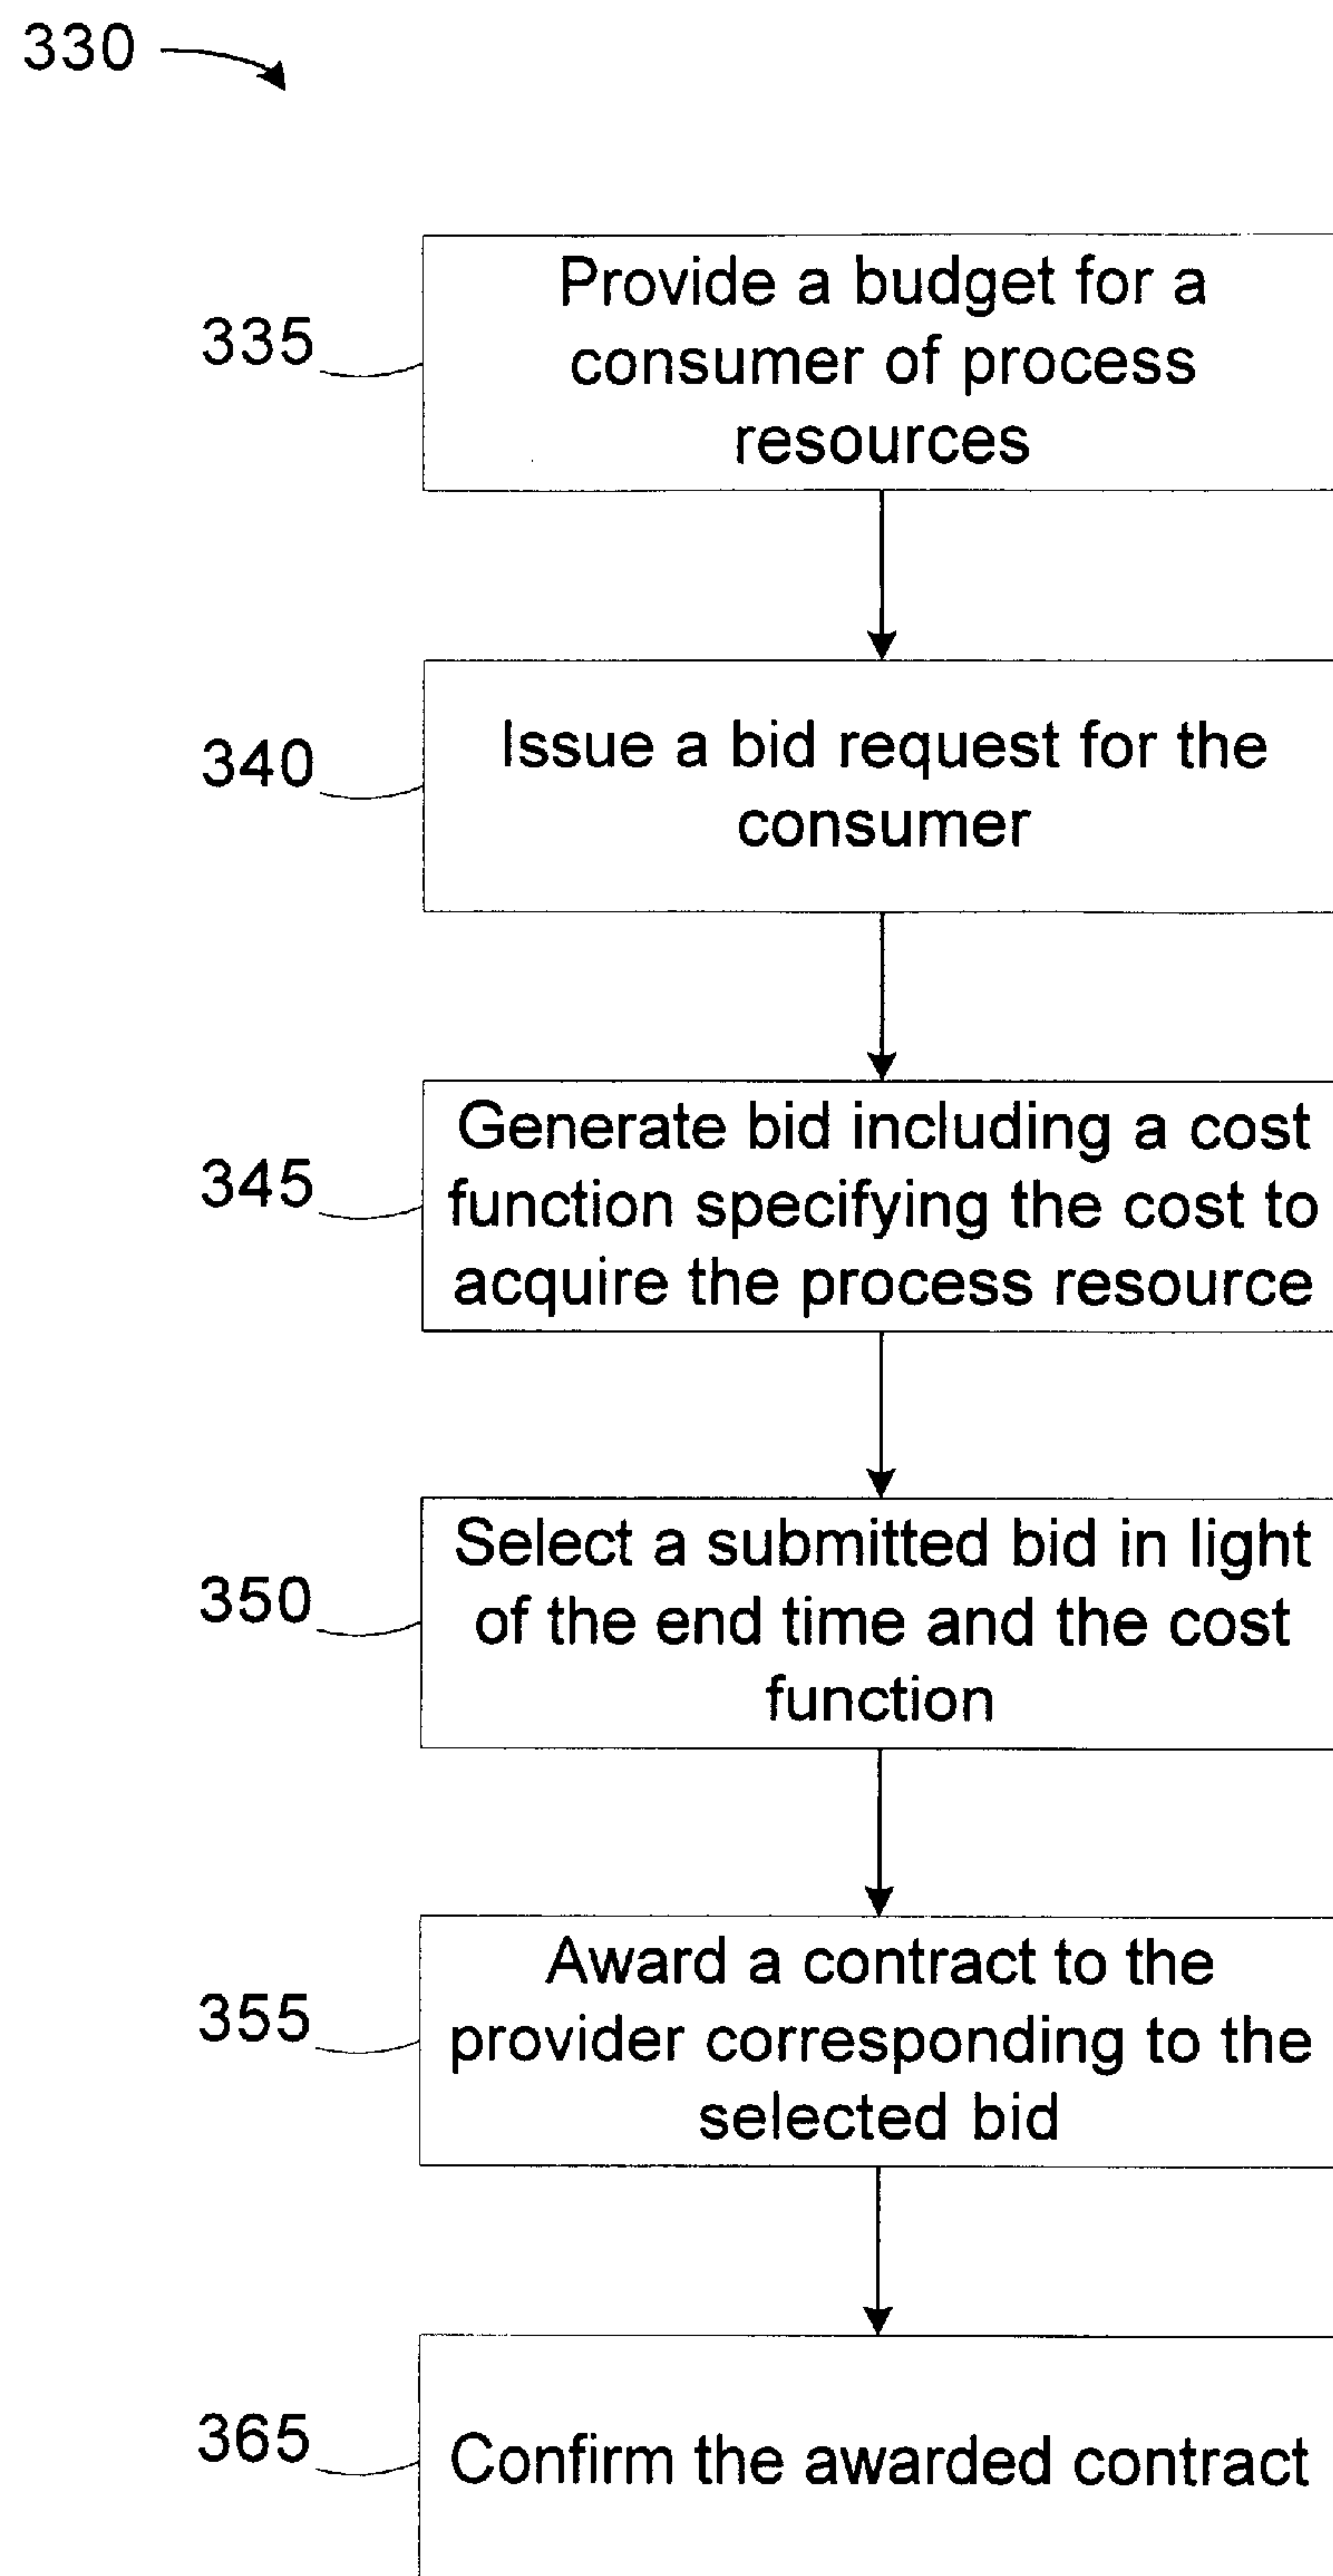 330
335
Provide a budget for a
consumer of process
resources
340
Issue a bid request for the
consumer
345
Generate bid including a cost
function specifying the cost to
acquire the process resource
350
Select a submitted bid in light
of the end time and the cost
function
355
Award a contract to the
provider corresponding to the
selected bid
365
Confirm the awarded contract